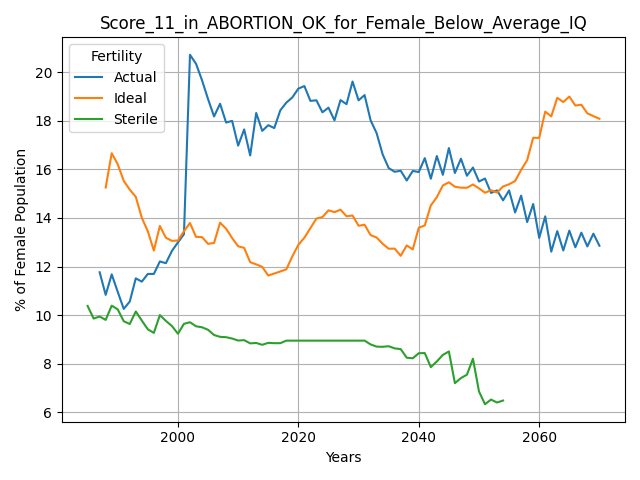 Score_11_in_ABORTION_OK_for_Female_Below_Average_IQ
Fertility
Actual
Ideal
Sterile
% of Female Population
20
18
16
14
12
10
8
6
2000
2020
2040
2060
Years